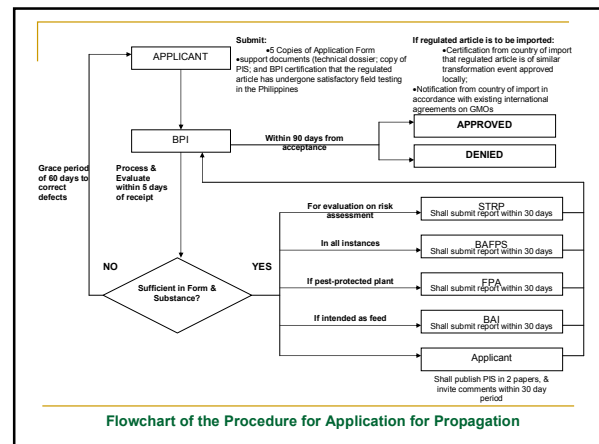 Submit:
•5 Copies of Application Form
•support documents (technical dossier; copy of
PIS; and BPI certification that the regulated
article has undergone satisfactory field testing
in the Philippines
If regulated article is to be imported:
•Certification from country of import
that regulated article is of similar
transformation event approved
locally;
•Notification from country of import in
accordance with existing international
agreements on GMOs
APPLICANT
BPI
Within 90 days from
acceptance
APPROVED
DENIED
Grace period
of 60 days to
correct
defects
Process &
Evaluate
within 5 days
of receipt
NO
Sufficient in Form &
Substance?
YES
For evaluation on risk
assessment
STRP
Shall submit report within 30 days
In all instances
BAFPS
Shall submit report within 30 days
If pest-protected plant
FPA
Shall submit report within 30 days
If intended as feed
BAI
Shall submit report within 30 days
Applicant
Shall publish PIS in 2 papers, &
invite comments within 30 day
period
Flowchart of the Procedure for Application for Propagation